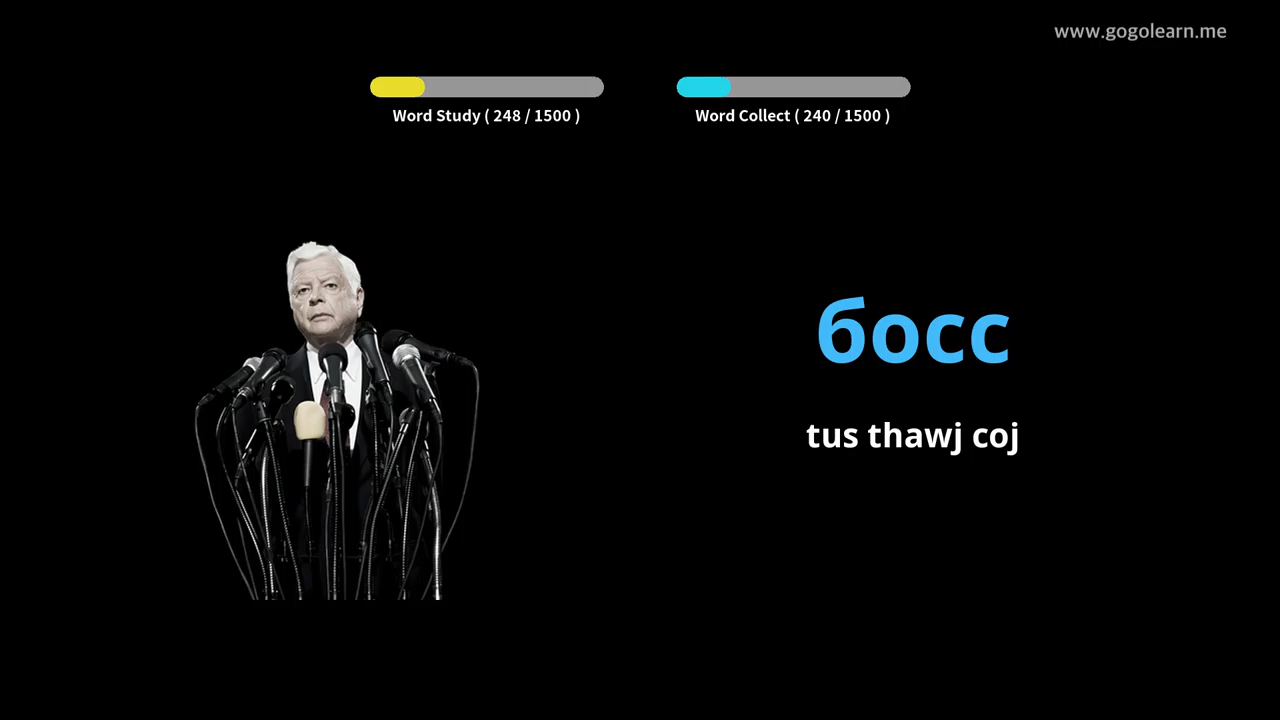 www.gogolearn.me
Word Study ( 248 / 1500 )
Word Collect ( 240 / 1500 )
босс
tus thawj coj